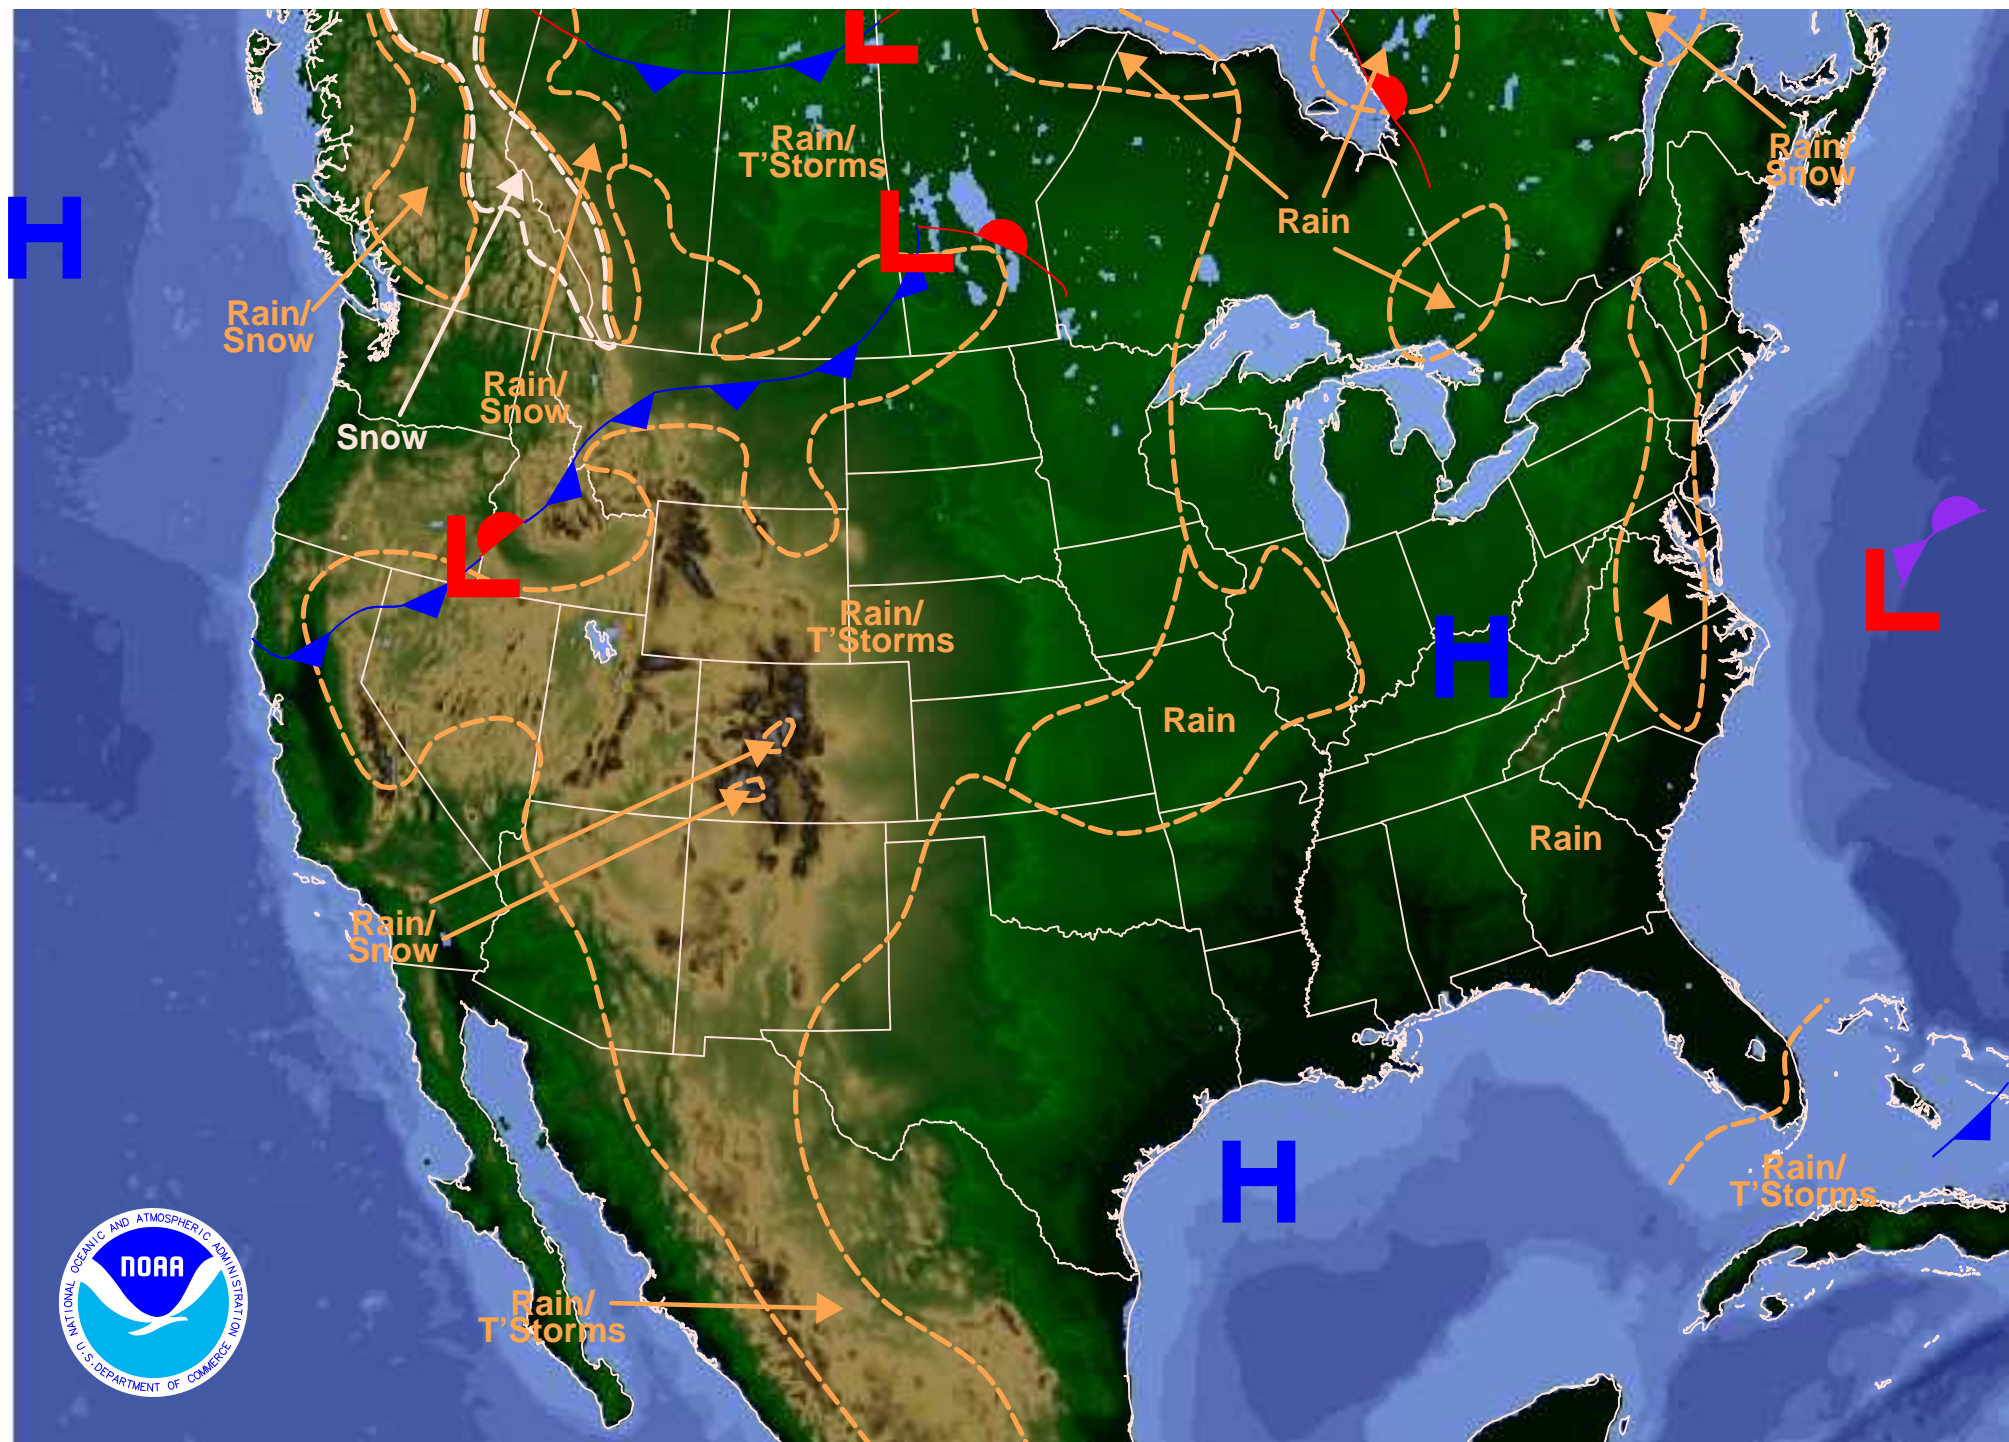 L
Rain/
T'Storms
Rain/
Snow
L
H
Rain
Rain/
Snow
Rain/
Snow
Snow
L
L
Rain/
T'Storms
H
Rain
Rain
Rain/
Snow
H
Rain/
T'Storms
Rain/
T'Storms
NATIONAL OCEANIC AND ATMOSPHERIC ADMINISTRATION
NOAA
U.S. DEPARTMENT OF COMMERCE